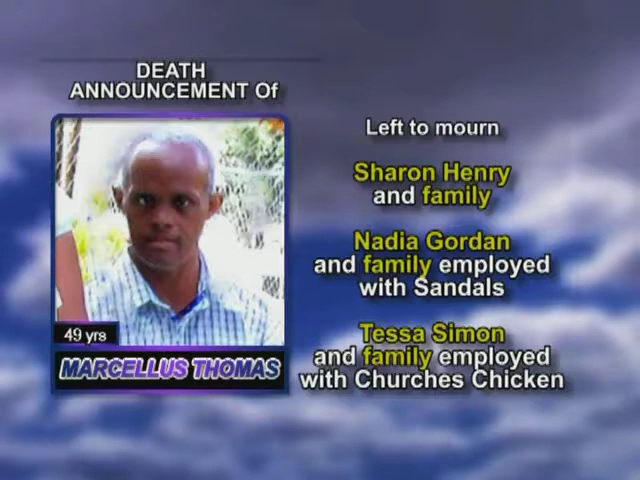 DEATH
ANNOUNCEMENT Of
49 yrs
MARCELLUS THOMAS
Left to mourn
Sharon Henry
and family
Nadia Gordan
and family employed
with Sandals
Tessa Simon
and family employed
with Churches Chicken